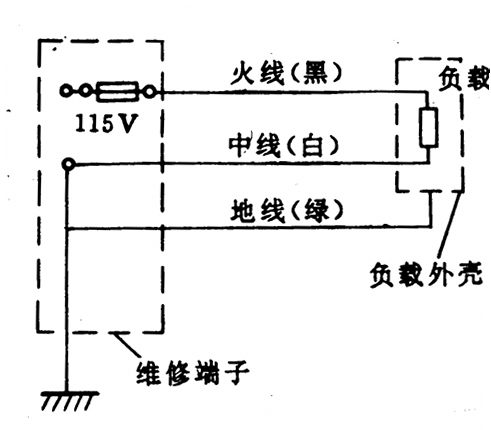 火线(黑)
负载
115V
中线(白)
地线(绿)
负载外壳
维修端子